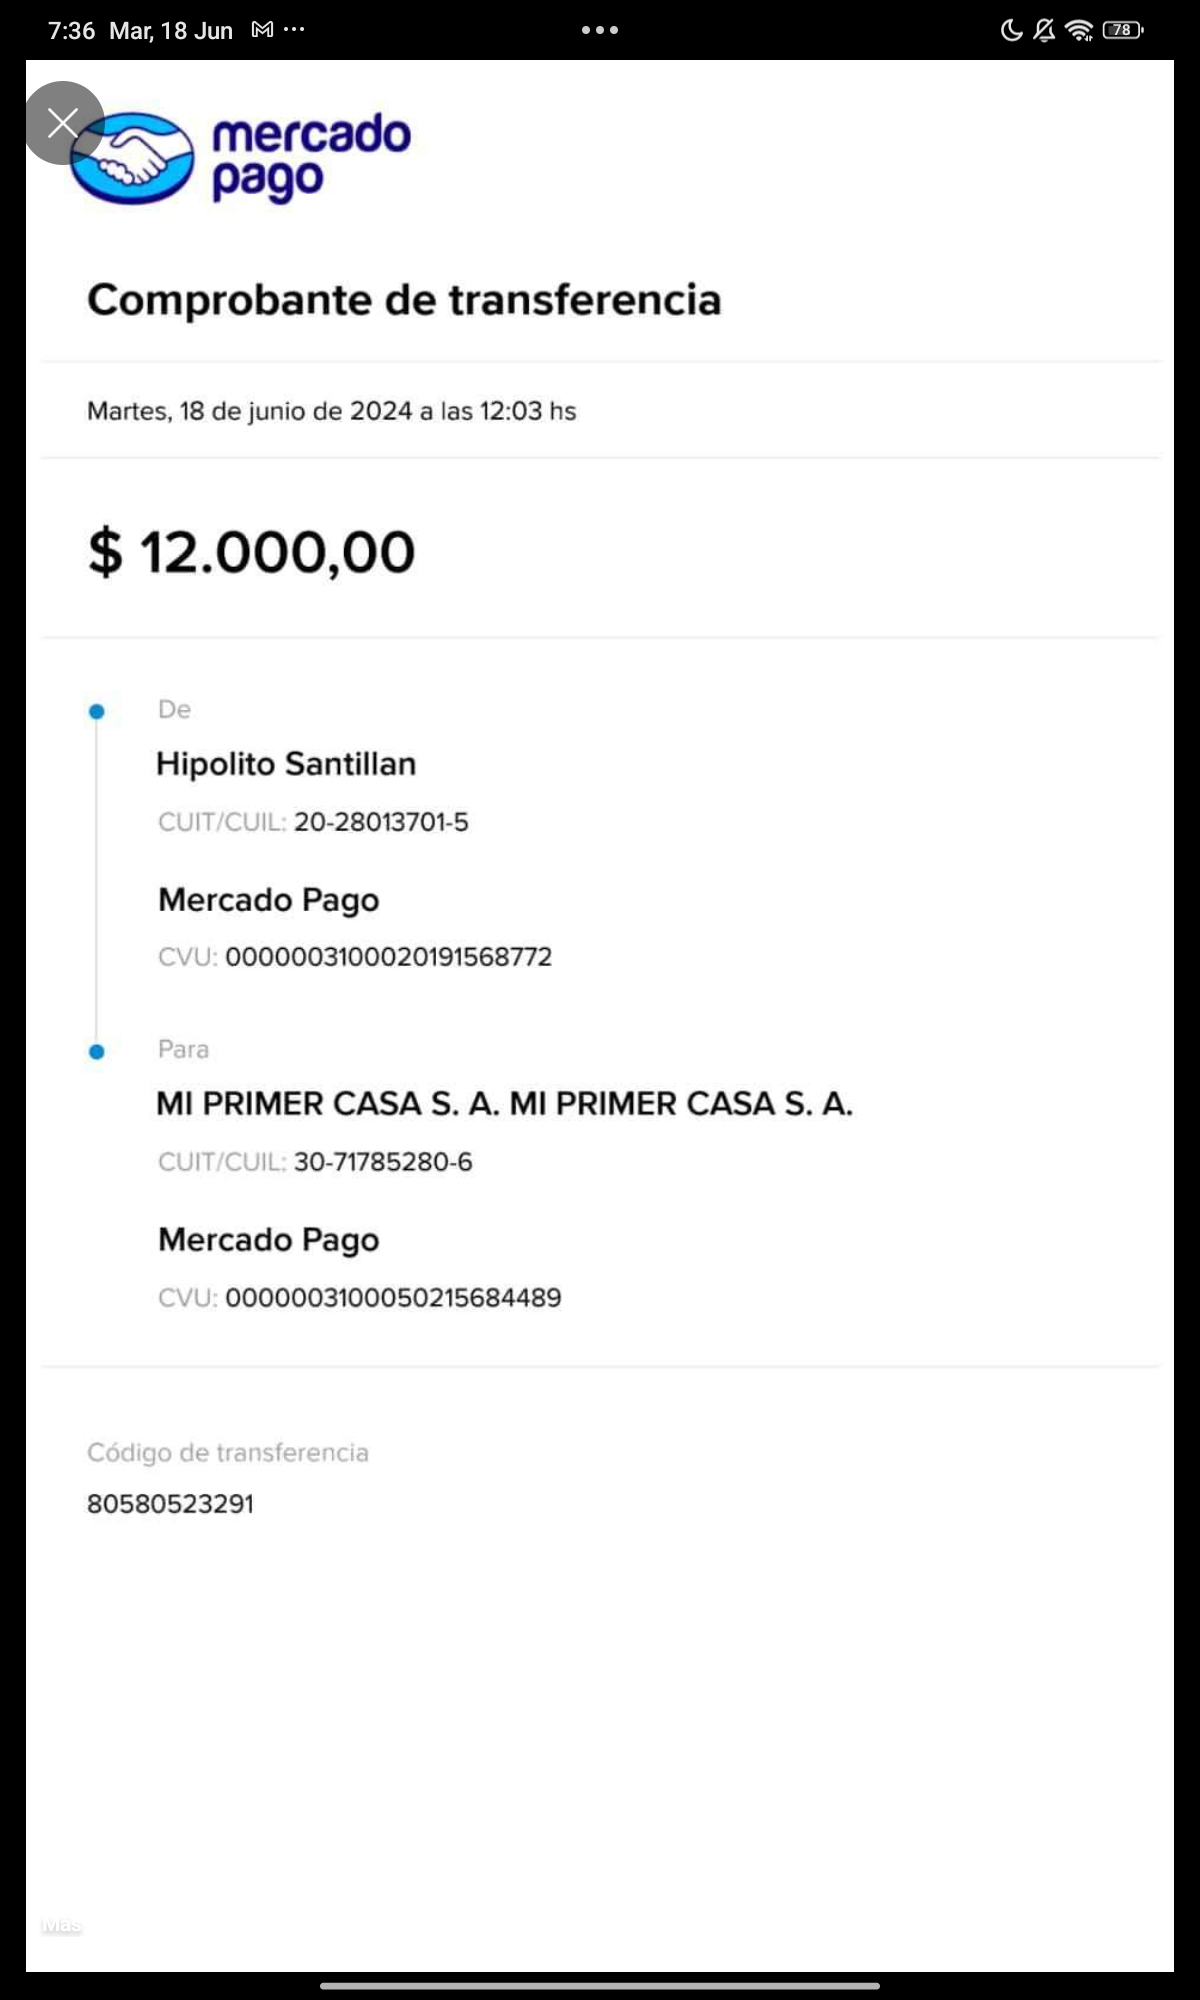 7:36 Mar, 18 Jun
78
mercado
pago
Comprobante de transferencia
Martes, 18 de junio de 2024 a las 12:03 hs
$ 12.000,00
De
Hipolito Santillan
CUIT/CUIL: 20-28013701-5
Mercado Pago
CVU: 0000003100020191568772
Para
MI PRIMER CASA S. A. MI PRIMER CASA S. A.
CUIT/CUIL: 30-71785280-6
Mercado Pago
CVU: 0000003100050215684489
Código de transferencia
80580523291
Más